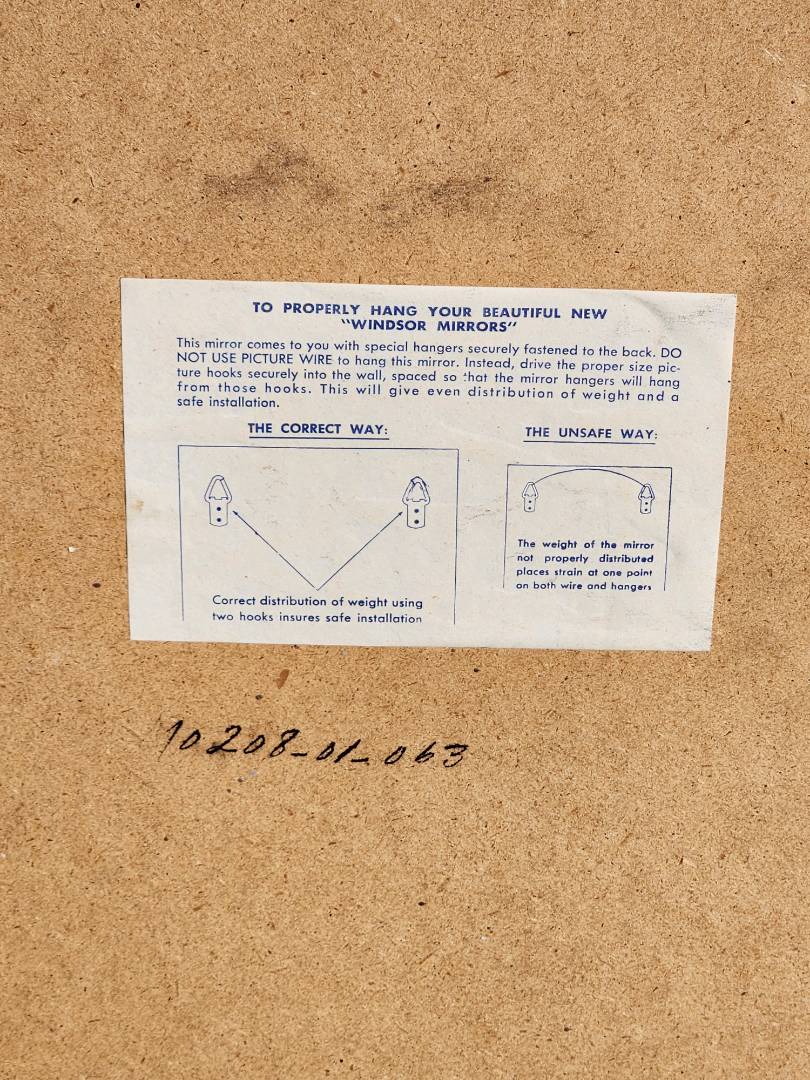 TO PROPERLY HANG YOUR BEAUTIFUL NEW
"WINDSOR MIRRORS"
This mirror comes to you with special hangers securely fastened to the back. DO
NOT USE PICTURE WIRE to hang this mirror. Instead, drive the proper size pic-
ture hooks securely into the wall, spaced so that the mirror hangers will hang
from those hooks. This will give even distribution of weight and a
safe installation.
THE CORRECT WAY:
Correct distribution of weight using
two hooks insures safe installation
THE UNSAFE WAY:
The weight of the mirror
not properly distributed
places strain at one point
on both wire and hangers
10208-01-063